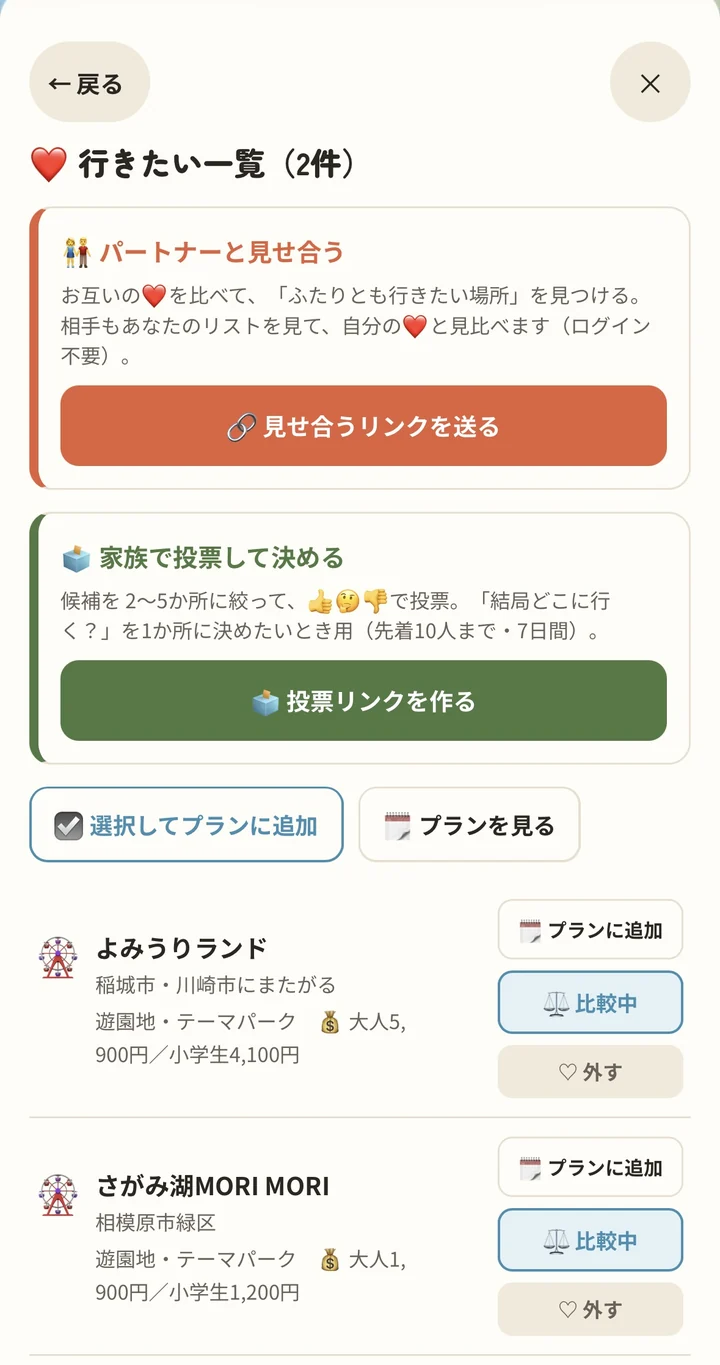 ← 戻る
×
❤️ 行きたい一覧（2件）
👫 パートナーと見せ合う
お互いの❤️を比べて、「ふたりとも行きたい場所」を見つける。
相手もあなたのリストを見て、自分の❤️と見比べます（ログイン
不要）。
🔗 見せ合うリンクを送る
🗳️ 家族で投票して決める
候補を 2〜5か所に絞って、👍🤔👎で投票。「結局どこに行
く？」を1か所に決めたいとき用（先着10人まで・7日間）。
🗳️ 投票リンクを作る
☑️ 選択してプランに追加
🗓️ プランを見る
よみうりランド
稲城市・川崎市にまたがる
遊園地・テーマパーク 💰 大人5,
900円／小学生4,100円
🗓️ プランに追加
⚖️ 比較中
♡ 外す
さがみ湖MORI MORI
相模原市緑区
遊園地・テーマパーク 💰 大人1,
900円／小学生1,200円
🗓️ プランに追加
⚖️ 比較中
♡ 外す